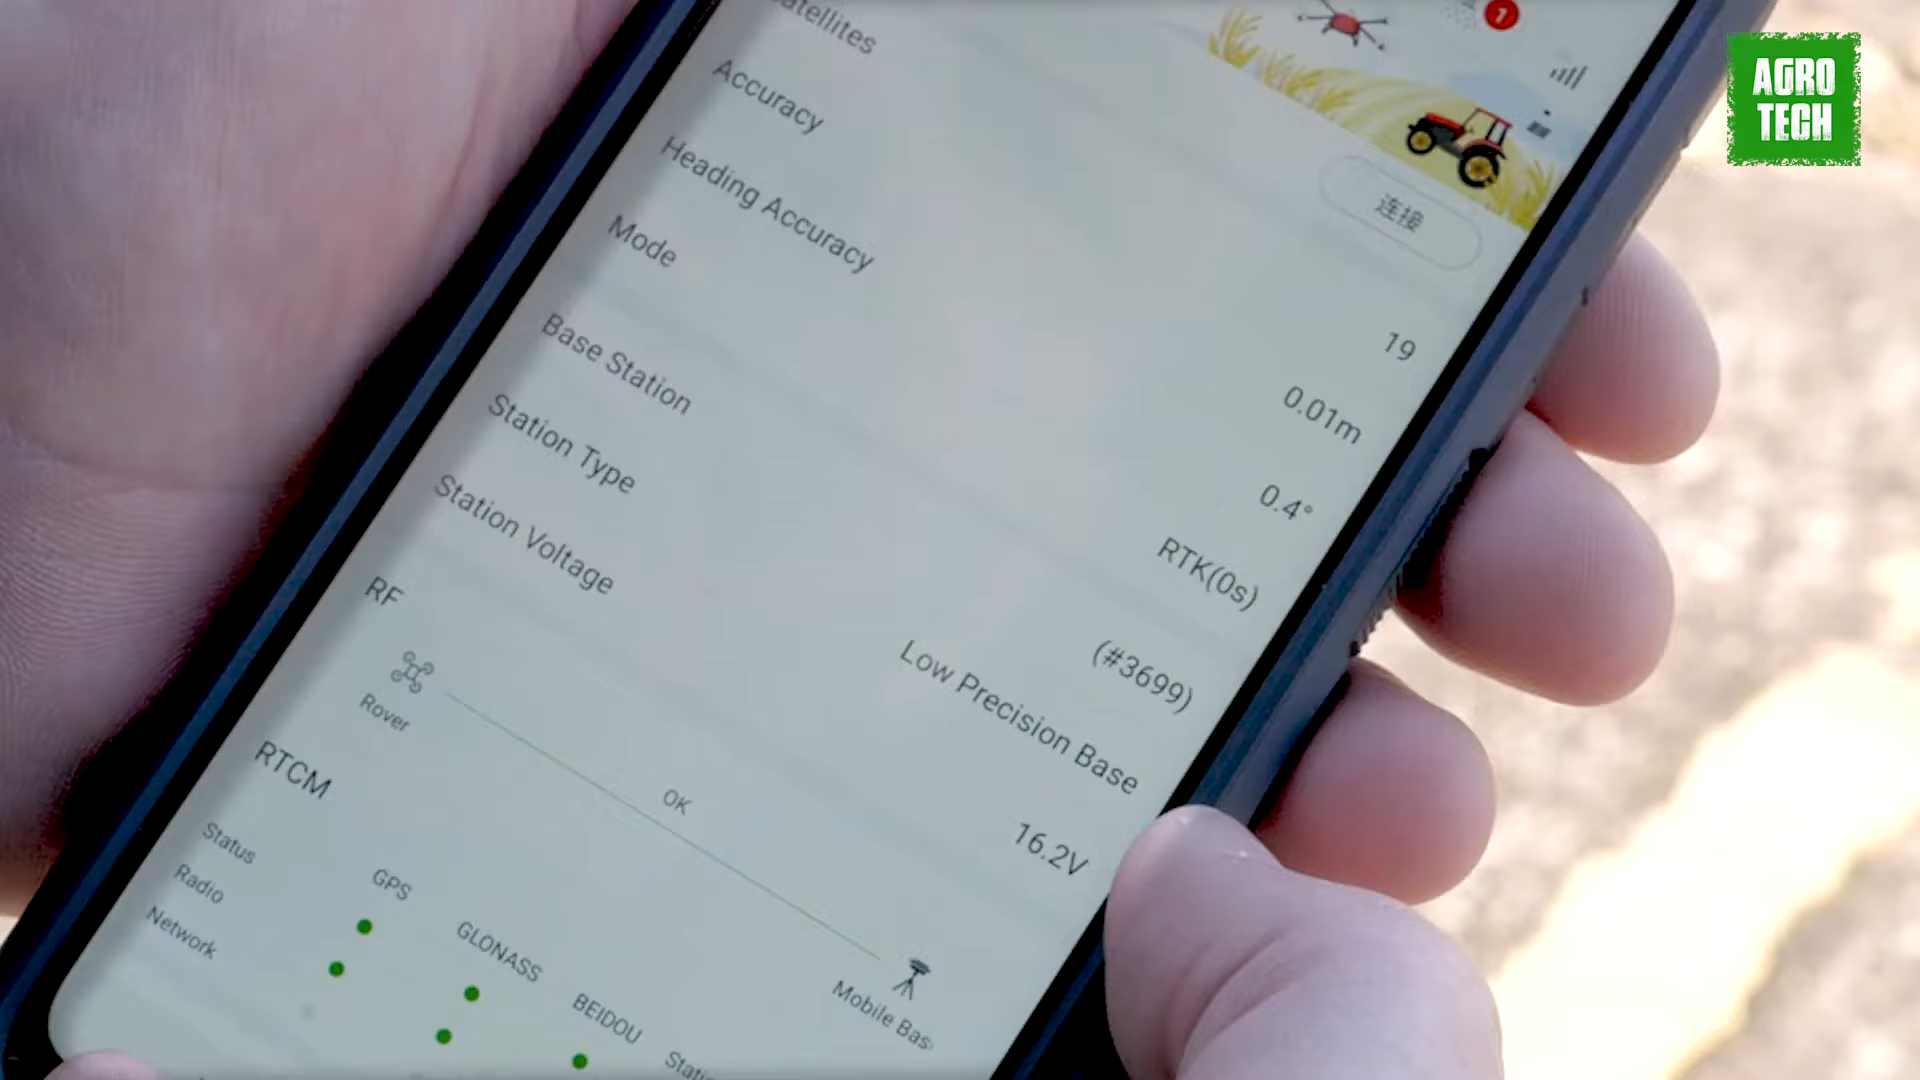 Satellites 19
Accuracy 0.01m
Heading Accuracy 0.4°
Mode RTK(0s)
Base Station (#3699)
Station Type Low Precision Base
Station Voltage 16.2V
RF
Rover OK Mobile Bas
RTCM
GPS GLONASS BEIDOU
Status
Radio
Network
连接
1
AGRO
TECH